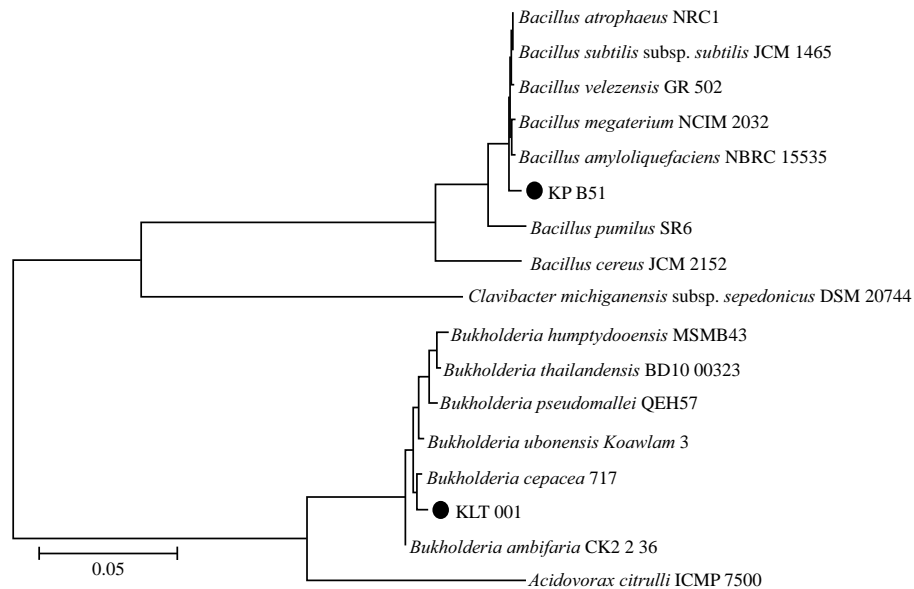 Bacillus atrophaeus NRC1
Bacillus subtilis subsp. subtilis JCM 1465
Bacillus velezensis GR 502
Bacillus megaterium NCIM 2032
Bacillus amyloliquefaciens NBRC 15535
KP B51
Bacillus pumilus SR6
Bacillus cereus JCM 2152
Clavibacter michiganensis subsp. sepedonicus DSM 20744
Bukholderia humptydooensis MSMB43
Bukholderia thailandensis BD10 00323
Bukholderia pseudomallei QEH57
Bukholderia ubonensis Koawlam 3
Bukholderia cepacea 717
KLT 001
Bukholderia ambifaria CK2 2 36
0.05
Acidovorax citrulli ICMP 7500